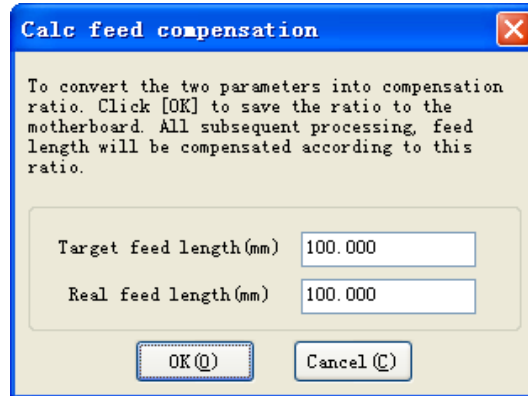 Calc feed compensation
To convert the two parameters into compensation
ratio. Click [OK] to save the ratio to the
motherboard. All subsequent processing, feed
length will be compensated according to this
ratio.
Target feed length(mm) 100.000
Real feed length(mm) 100.000
OK(O) Cancel(C)